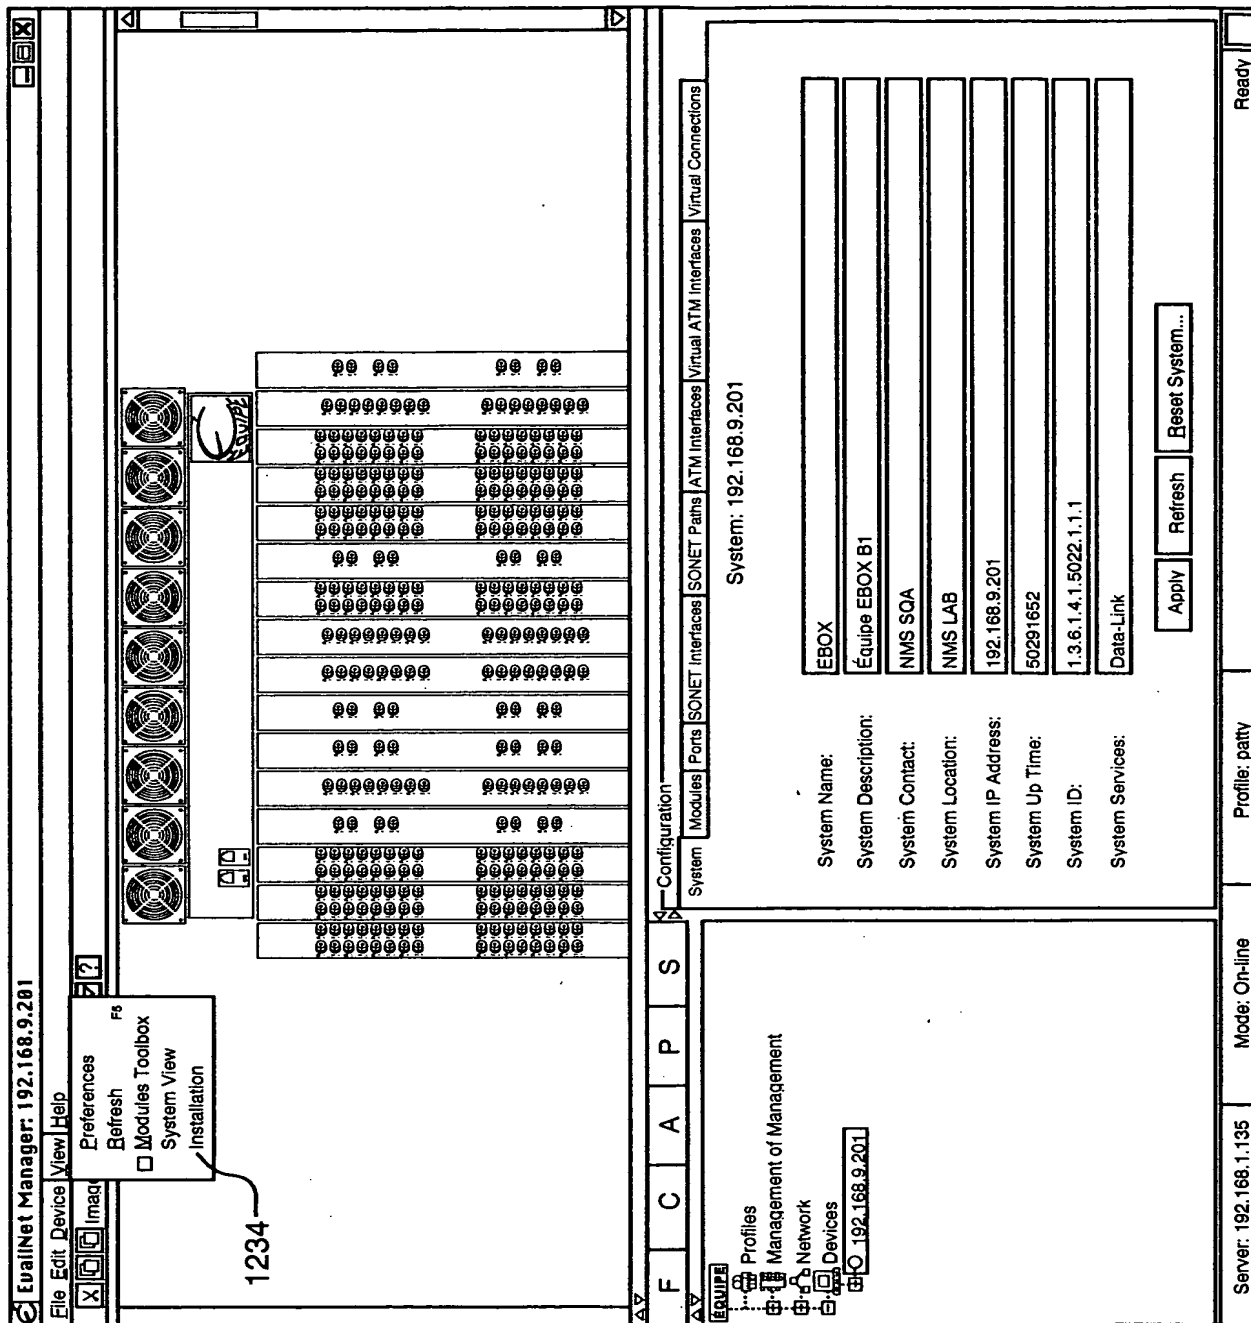 EvailNet Manager: 192.168.9.201
File Edit Device View Help
Imag
?
Preferences
Refresh F5
Modules Toolbox
System View
Installation
1234
EQUIPE
F C A P S
EQUIPE
Profiles
Management of Management
Network
Devices
192.168.9.201
Configuration
System Modules Ports SONET Interfaces SONET Paths ATM Interfaces Virtual ATM Interfaces Virtual Connections
System: 192.168.9.201
System Name: EBOX
System Description: Équipe EBOX B1
System Contact: NMS SQA
System Location: NMS LAB
System IP Address: 192.168.9.201
System Up Time: 50291652
System ID: 1.3.6.1.4.1.5022.1.1.1
System Services: Data-Link
Apply Refresh Reset System...
Server: 192.168.1.135 Mode: On-line Profile: patty Ready